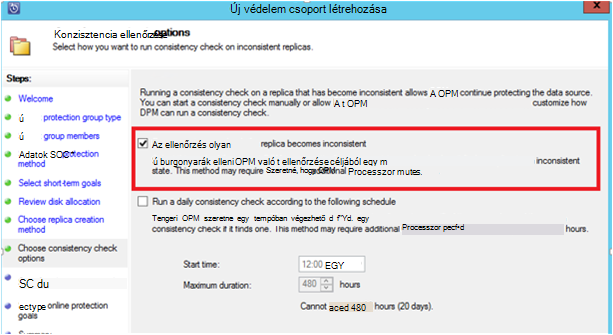 Új védelem csoport létrehozása
Konzisztencia ellenőrzése options
Select how you want to run consistency check on inconsistent replicas.
Steps:
Welcome
ú protection group type
ú group members
Adatok
method
Select short-term goals
Review disk allocation
Choose replica creation
method
Choose consistency check
options
SC du
ectype online protection
goals
Running a consistency check on a replica that has become inconsistent allows A OPM continue protecting the data source.
You can start a consistency check manually or allow A t OPM customize how
DPM can run a consistency check.
Az ellenőrzés olyan replica becomes inconsistent
ú burgonyarák elleni OPM való t ellenőrzése céljából egy m inconsistent
state. This method may require Szeretné, hogy Processzor mutes.
Run a daily consistency check according to the following schedule
Tengeri OPM szeretne egy tempóban végezhető d f"Yd. egy
consistency check if it finds one. This method may require additional Processzor pecf+d hours.
Start time: 12:00 EGY
Maximum duration: 480 hours
Cannot aced 480 hours (20 days).